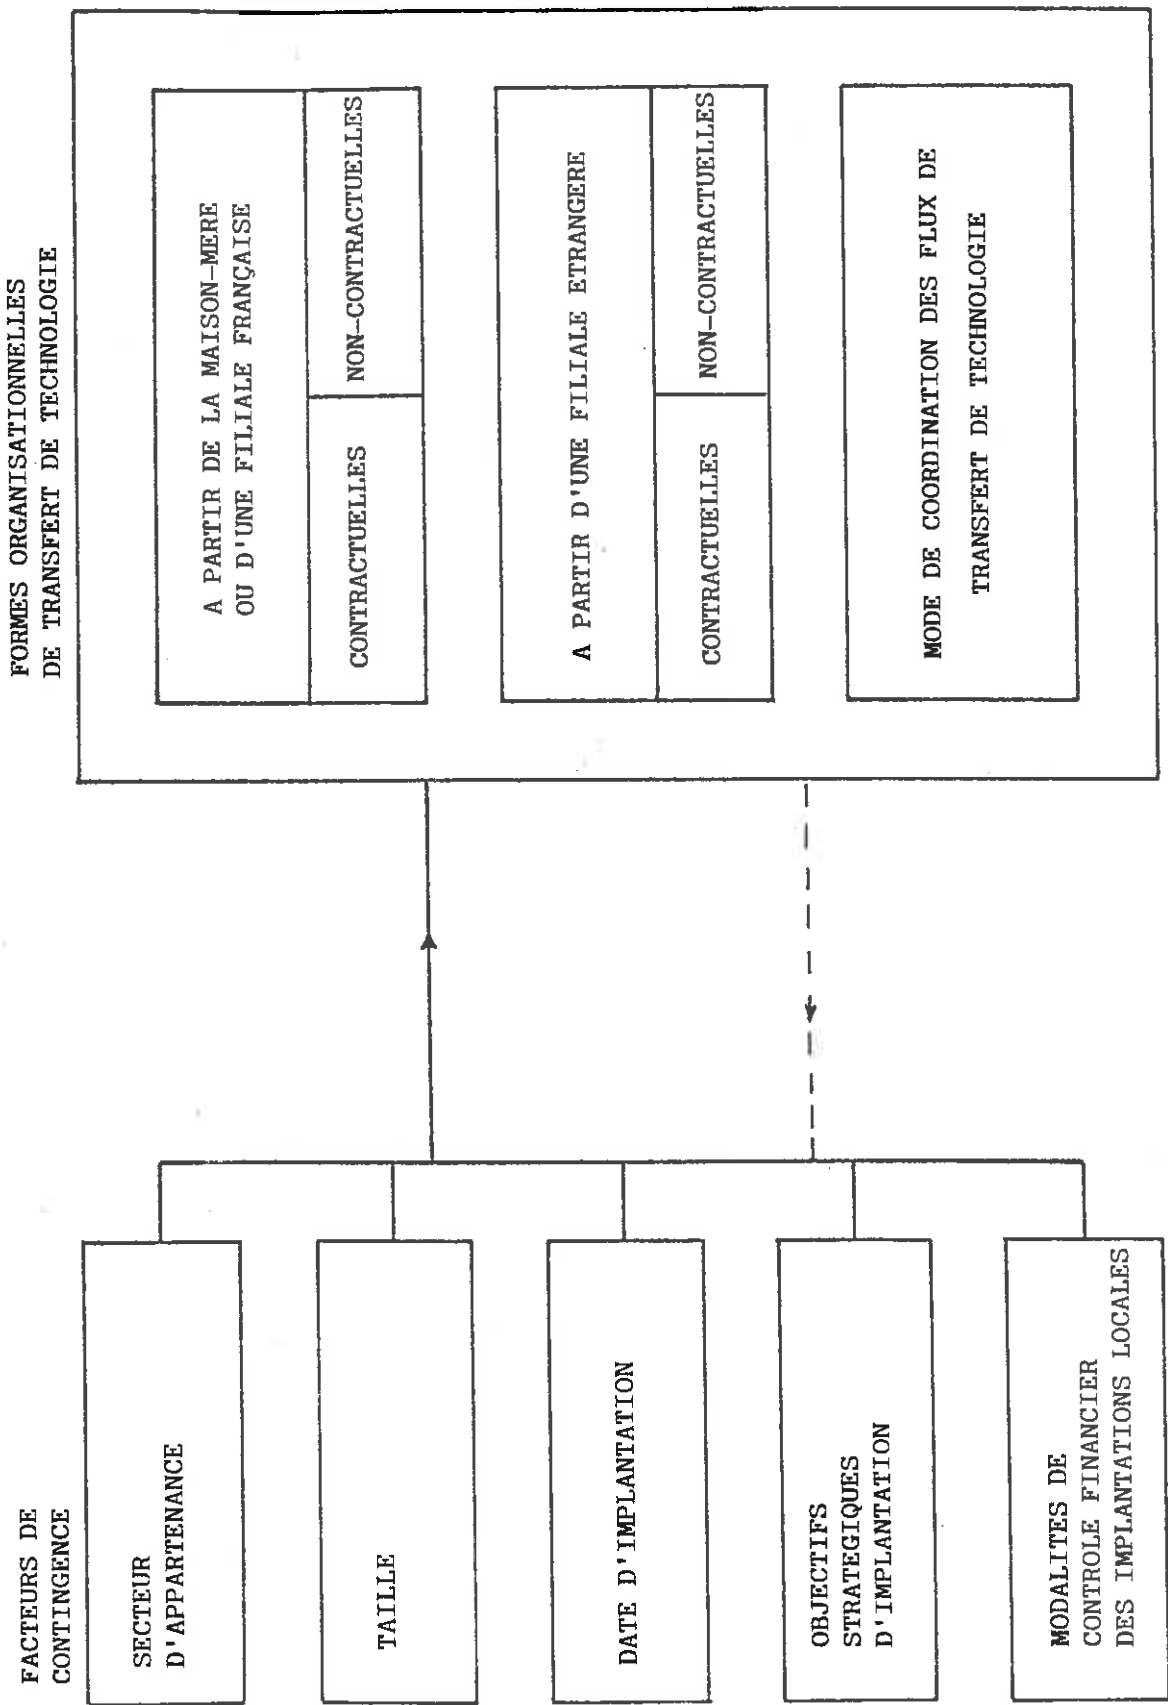 FACTEURS DE
CONTINGENCE
SECTEUR
D'APPARTENANCE
TAILLE
DATE D'IMPLANTATION
OBJECTIFS
STRATEGIQUES
D'IMPLANTATION
MODALITES DE
CONTROLE FINANCIER
DES IMPLANTATIONS LOCALES
FORMES ORGANISATIONNELLES
DE TRANSFERT DE TECHNOLOGIE
A PARTIR DE LA MAISON-MERE
OU D'UNE FILIALE FRANÇAISE
CONTRACTUELLES
NON-CONTRACTUELLES
A PARTIR D'UNE FILIALE ETRANGERE
CONTRACTUELLES
NON-CONTRACTUELLES
MODE DE COORDINATION DES FLUX DE
TRANSFERT DE TECHNOLOGIE